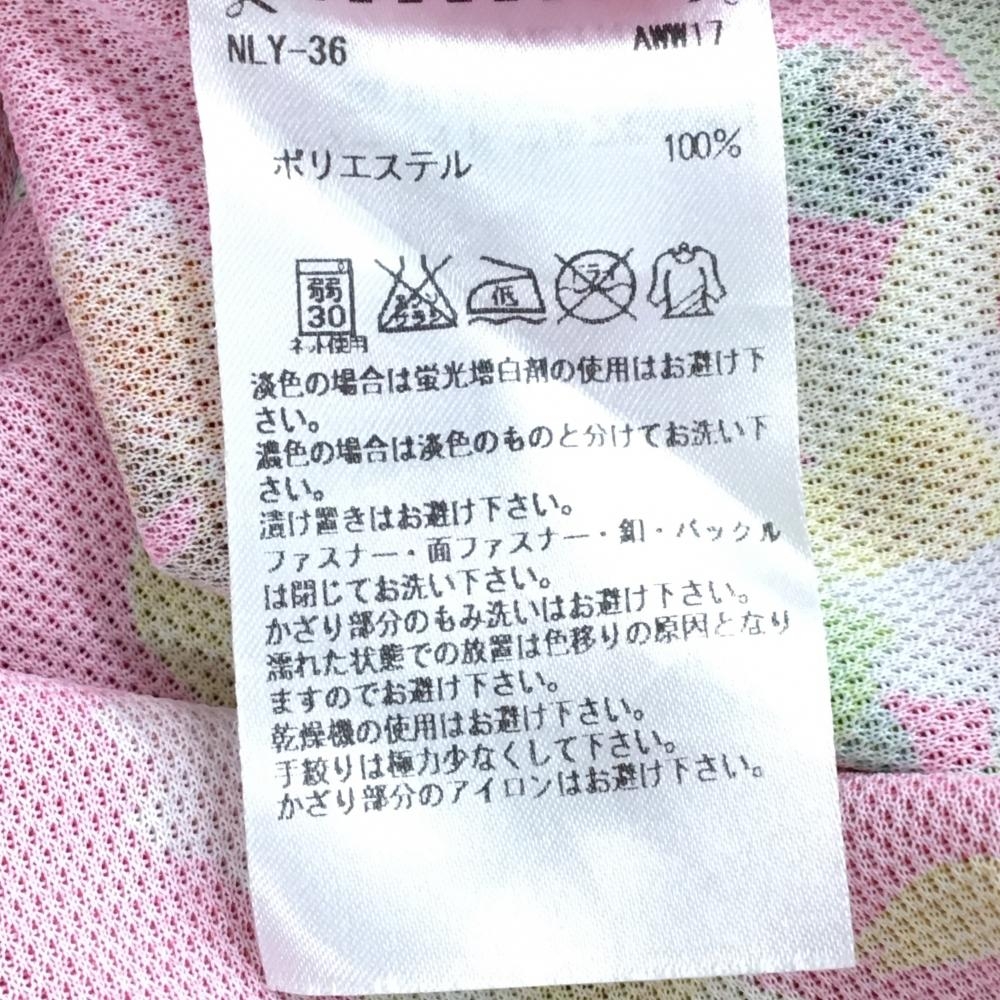 NLY-36 AWW17
ポリエステル 100%
弱 30 エンソ サラシ 低 ドライ
ネット使用
淡色の場合は蛍光増白剤の使用はお避け下
さい。
濃色の場合は淡色のものと分けてお洗い下
さい。
漬け置きはお避け下さい。
ファスナー・面ファスナー・釦・バックル
は閉じてお洗い下さい。
かざり部分のもみ洗いはお避け下さい。
濡れた状態での放置は色移りの原因となり
ますのでお避け下さい。
乾燥機の使用はお避け下さい。
手絞りは極力少なくして下さい。
かざり部分のアイロンはお避け下さい。